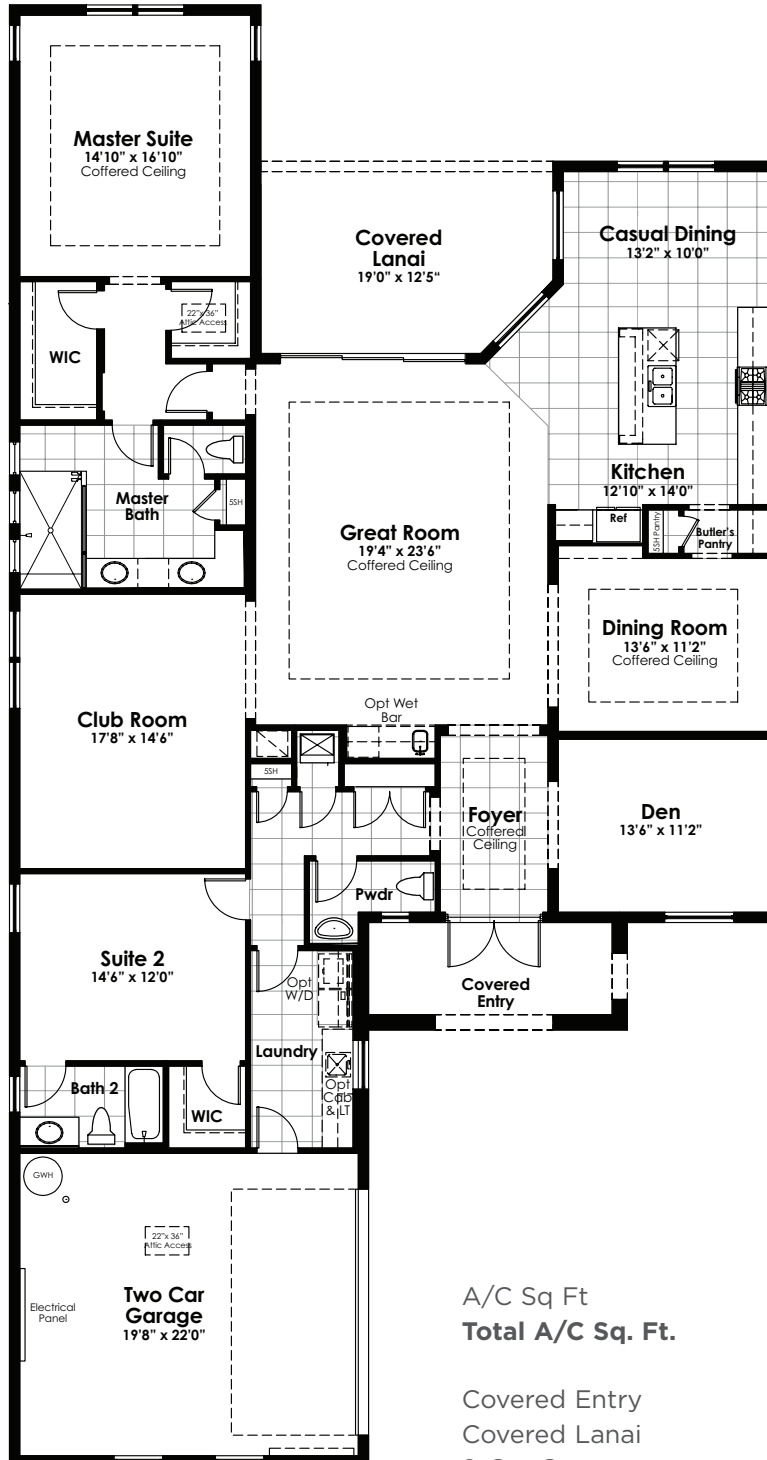 Master Suite
14'10" x 16'10"
Coffered Ceiling
Covered
Lanai
19'0" x 12'5"
Casual Dining
13'2" x 10'0"
22"x 36"
Attic Access
WIC
Kitchen
12'10" x 14'0"
Master
Bath
5SH
Ref
5SH Pantry
Butler's
Pantry
Great Room
19'4" x 23'6"
Coffered Ceiling
Dining Room
13'6" x 11'2"
Coffered Ceiling
Club Room
17'8" x 14'6"
Opt Wet
Bar
5SH
Foyer
Coffered
Ceiling
Den
13'6" x 11'2"
Pwdr
Suite 2
14'6" x 12'0"
Opt
W/D
Covered
Entry
Laundry
Bath 2
WIC
Opt
Cab
& LT
GWH
22"x 36"
Attic Access
Electrical
Panel
Two Car
Garage
19'8" x 22'0"
A/C Sq Ft
Total A/C Sq. Ft.
Covered Entry
Covered Lanai